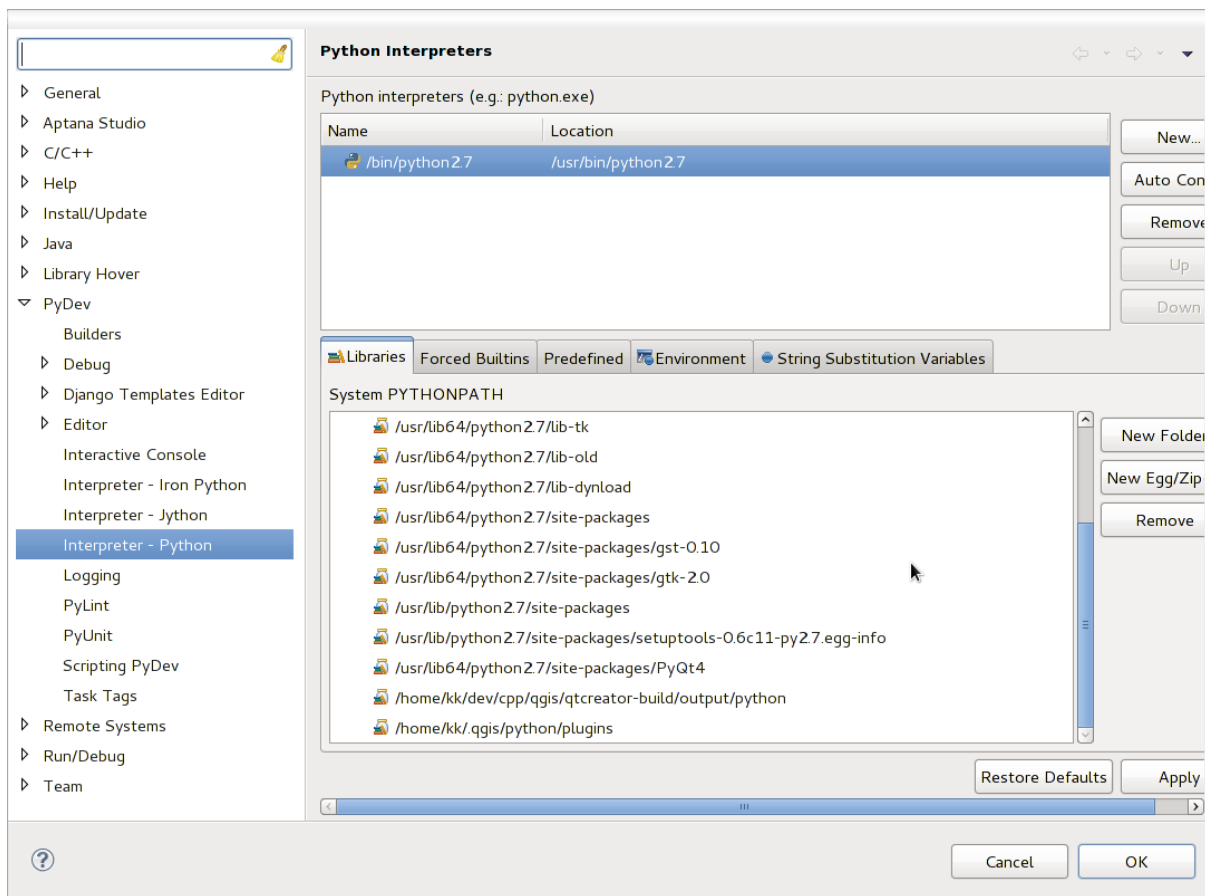 General
Aptana Studio
C/C++
Help
Install/Update
Java
Library Hover
PyDev
Builders
Debug
Django Templates Editor
Editor
Interactive Console
Interpreter - Iron Python
Interpreter - Jython
Interpreter - Python
Logging
PyLint
PyUnit
Scripting PyDev
Task Tags
Remote Systems
Run/Debug
Team
Python Interpreters
Python interpreters (e.g.: python.exe)
Name Location
/bin/python2.7 /usr/bin/python2.7
New...
Auto Con
Remove
Up
Down
Libraries Forced Builtins Predefined Environment String Substitution Variables
System PYTHONPATH
/usr/lib64/python2.7/lib-tk
/usr/lib64/python2.7/lib-old
/usr/lib64/python2.7/lib-dynload
/usr/lib64/python2.7/site-packages
/usr/lib64/python2.7/site-packages/gst-0.10
/usr/lib64/python2.7/site-packages/gtk-2.0
/usr/lib/python2.7/site-packages
/usr/lib/python2.7/site-packages/setuptools-0.6c11-py2.7.egg-info
/usr/lib64/python2.7/site-packages/PyQt4
/home/kk/dev/cpp/qgis/qtcreator-build/output/python
/home/kk/.qgis/python/plugins
New Folder
New Egg/Zip
Remove
Restore Defaults Apply
Cancel OK